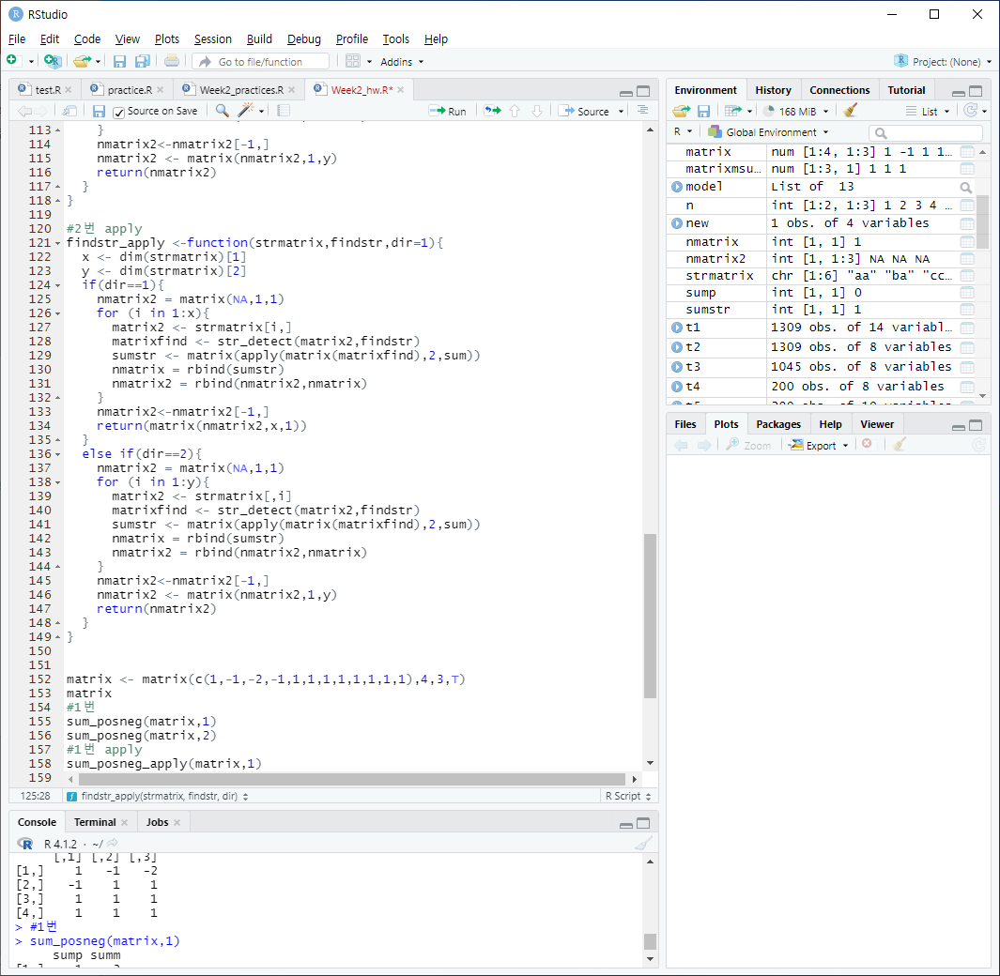 RStudio
File Edit Code View Plots Session Build Debug Profile Tools Help
Go to file/function Addins Project: (None)
test.R practice.R Week2_practices.R Week2_hw.R*
Source on Save Run Source
113 }
114 nmatrix2<-nmatrix2[-1,]
115 nmatrix2 <- matrix(nmatrix2,1,y)
116 return(nmatrix2)
117 }
118 }
119
120 #2번 apply
121 findstr_apply <-function(strmatrix,findstr,dir=1){
122 x <- dim(strmatrix)[1]
123 y <- dim(strmatrix)[2]
124 if(dir==1){
125 nmatrix2 = matrix(NA,1,1)
126 for (i in 1:x){
127 matrix2 <- strmatrix[i,]
128 matrixfind <- str_detect(matrix2,findstr)
129 sumstr <- matrix(apply(matrix(matrixfind),2,sum))
130 nmatrix = rbind(sumstr)
131 nmatrix2 = rbind(nmatrix2,nmatrix)
132 }
133 nmatrix2<-nmatrix2[-1,]
134 return(matrix(nmatrix2,x,1))
135 }
136 else if(dir==2){
137 nmatrix2 = matrix(NA,1,1)
138 for (i in 1:y){
139 matrix2 <- strmatrix[,i]
140 matrixfind <- str_detect(matrix2,findstr)
141 sumstr <- matrix(apply(matrix(matrixfind),2,sum))
142 nmatrix = rbind(sumstr)
143 nmatrix2 = rbind(nmatrix2,nmatrix)
144 }
145 nmatrix2<-nmatrix2[-1,]
146 nmatrix2 <- matrix(nmatrix2,1,y)
147 return(nmatrix2)
148 }
149 }
150
151
152 matrix <- matrix(c(1,-1,-2,-1,1,1,1,1,1,1,1,1),4,3,T)
153 matrix
154 #1번
155 sum_posneg(matrix,1)
156 sum_posneg(matrix,2)
157 #1번 apply
158 sum_posneg_apply(matrix,1)
159
125:28 findstr_apply(strmatrix, findstr, dir) R Script
Console Terminal Jobs
R 4.1.2 · ~/
[,1] [,2] [,3]
[1,] 1 -1 -2
[2,] -1 1 1
[3,] 1 1 1
[4,] 1 1 1
> #1번
> sum_posneg(matrix,1)
sump summ
Environment History Connections Tutorial
168 MiB List
R Global Environment
matrix num [1:4, 1:3] 1 -1 1 1…
matrixmsu… num [1:3, 1] 1 1 1
model List of 13
n int [1:2, 1:3] 1 2 3 4 …
new 1 obs. of 4 variables
nmatrix int [1, 1] 1
nmatrix2 int [1, 1:3] NA NA NA
strmatrix chr [1:6] "aa" "ba" "cc…
sump int [1, 1] 0
sumstr int [1, 1] 1
t1 1309 obs. of 14 variabl…
t2 1309 obs. of 8 variables
t3 1045 obs. of 8 variables
t4 200 obs. of 8 variables
Files Plots Packages Help Viewer
Zoom Export